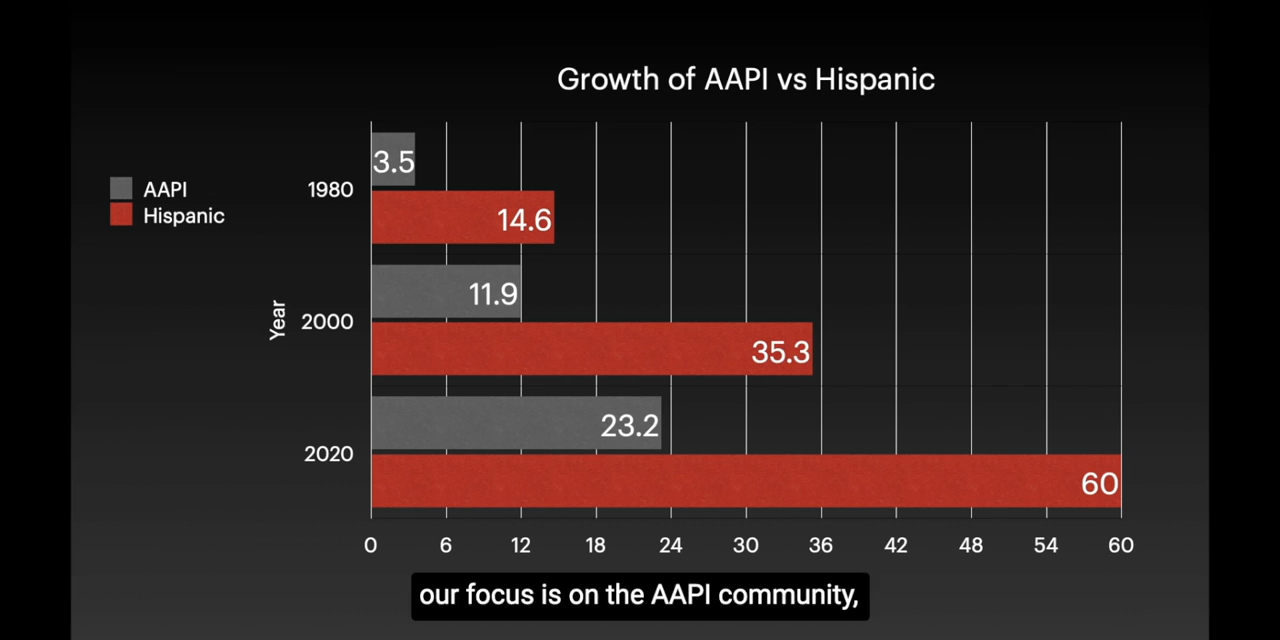 Growth of AAPI vs Hispanic
AAPI
Hispanic
Year
1980
3.5
14.6
2000
11.9
35.3
2020
23.2
60
0 6 12 18 24 30 36 42 48 54 60
our focus is on the AAPI community,